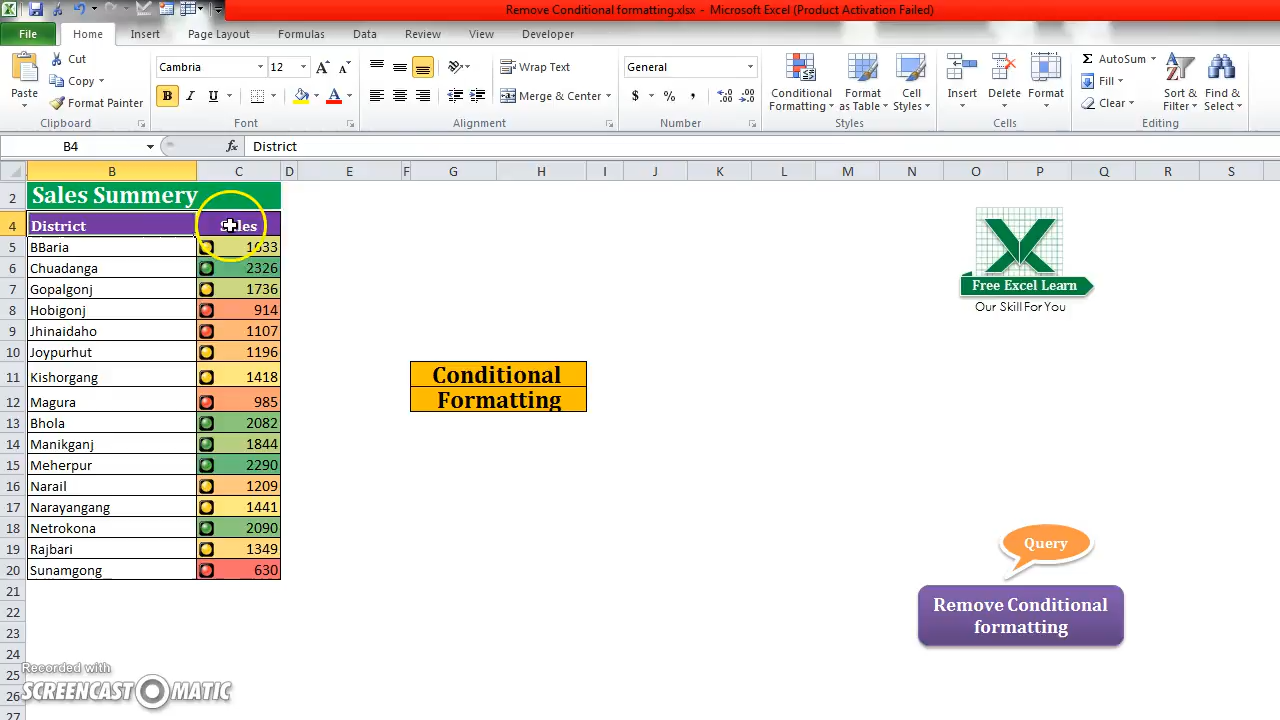 Remove Conditional formatting.xlsx - Microsoft Excel (Product Activation Failed)
File Home Insert Page Layout Formulas Data Review View Developer
Paste
Cut
Copy
Format Painter
Clipboard
Cambria 12
B I U
Font
Wrap Text
Merge & Center
Alignment
General
$ % ,
Number
Conditional Formatting
Format as Table
Cell Styles
Styles
Insert Delete Format
Cells
AutoSum
Fill
Clear
Sort & Filter
Find & Select
Editing
B4 fx District
B C D E F G H I J K L M N O P Q R S
2 Sales Summery
4 District
5 BBaria
6 Chuadanga 2326
7 Gopalgonj 1736
8 Hobigonj 914
9 Jhinaidaho 1107
10 Joypurhut 1196
11 Kishorgang 1418
12 Magura 985
13 Bhola 2082
14 Manikganj 1844
15 Meherpur 2290
16 Narail 1209
17 Narayangang 1441
18 Netrokona 2090
19 Rajbari 1349
20 Sunamgong 630
21
22
23
24
25
26
27
Conditional
Formatting
Free Excel Learn
Our Skill For You
Query
Remove Conditional
formatting
Recorded with
SCREENCAST MATIC